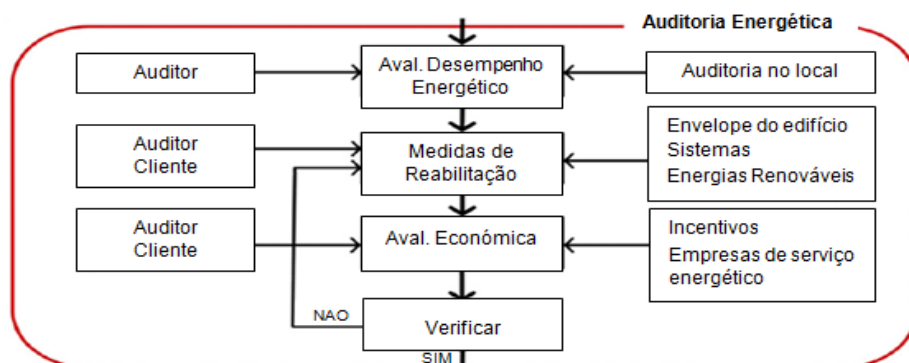 Auditoria Energética
Auditor
Aval. Desempenho
Energético
Auditoria no local
Auditor
Cliente
Medidas de
Reabilitação
Envelope do edifício
Sistemas
Energias Renováveis
Auditor
Cliente
Aval. Económica
Incentivos
Empresas de serviço
energético
NAO
Verificar
SIM